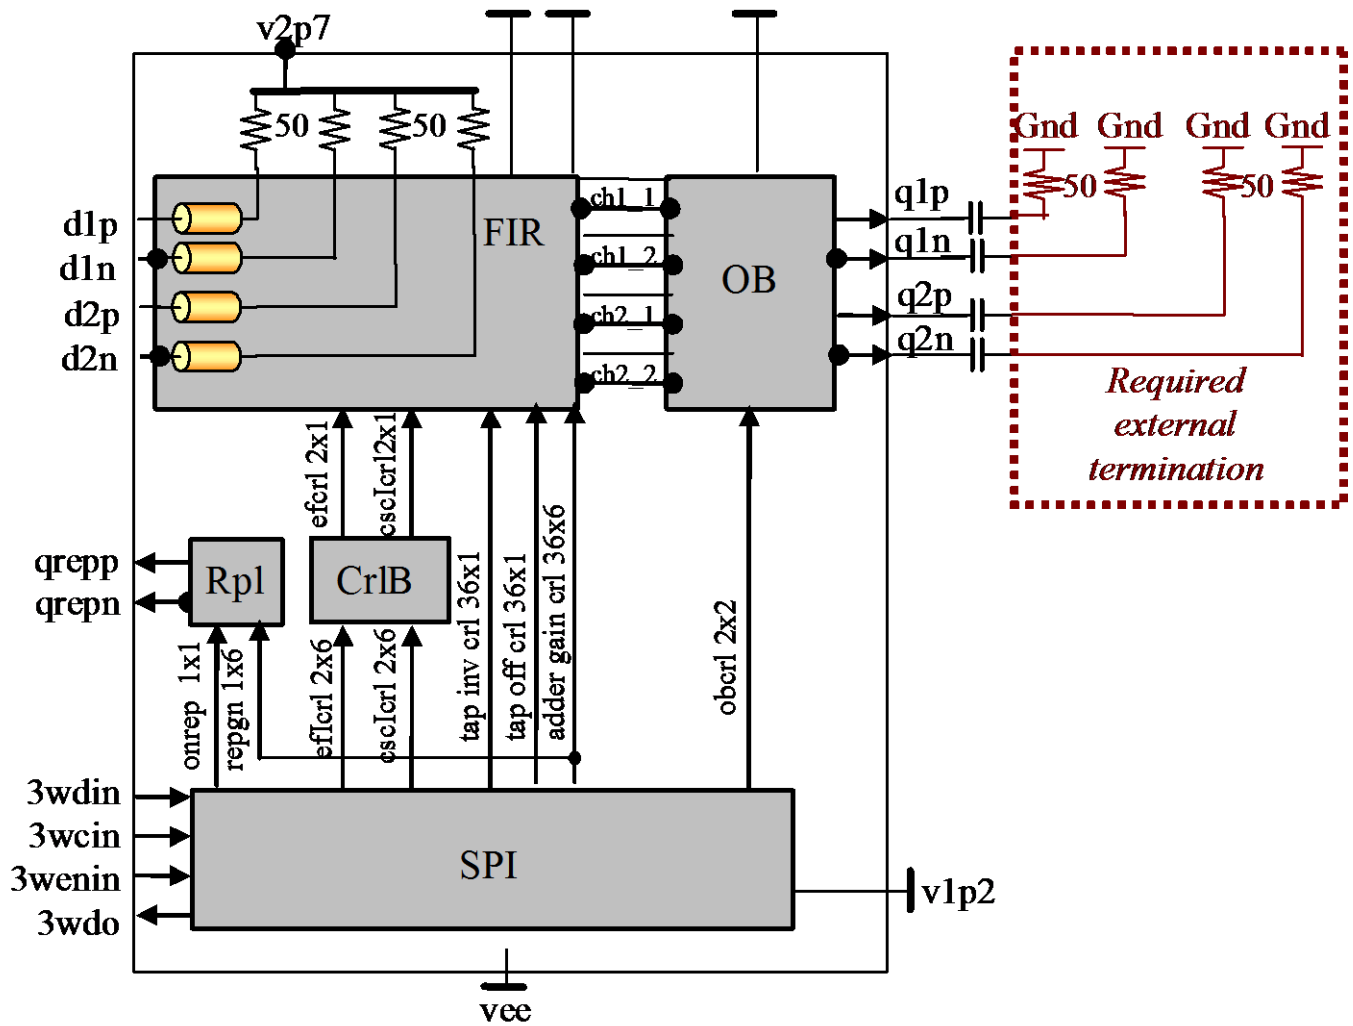 v2p7
50
50
Gnd
Gnd
Gnd
Gnd
50
50
d1p
d1n
d2p
d2n
FIR
ch1_1
ch1_2
ch2_1
ch2_2
OB
q1p
q1n
q2p
q2n
Required
external
termination
efcrl 2x1
csclcrl2x1
tap inv crl 36x1
tap off crl 36x1
adder gain crl 36x6
obcrl 2x2
qrepp
qrepn
Rpl
CrlB
onrep 1x1
repgn 1x6
eflcrl 2x6
csclcrl 2x6
3wdin
3wcin
3wenin
3wdo
SPI
v1p2
vee